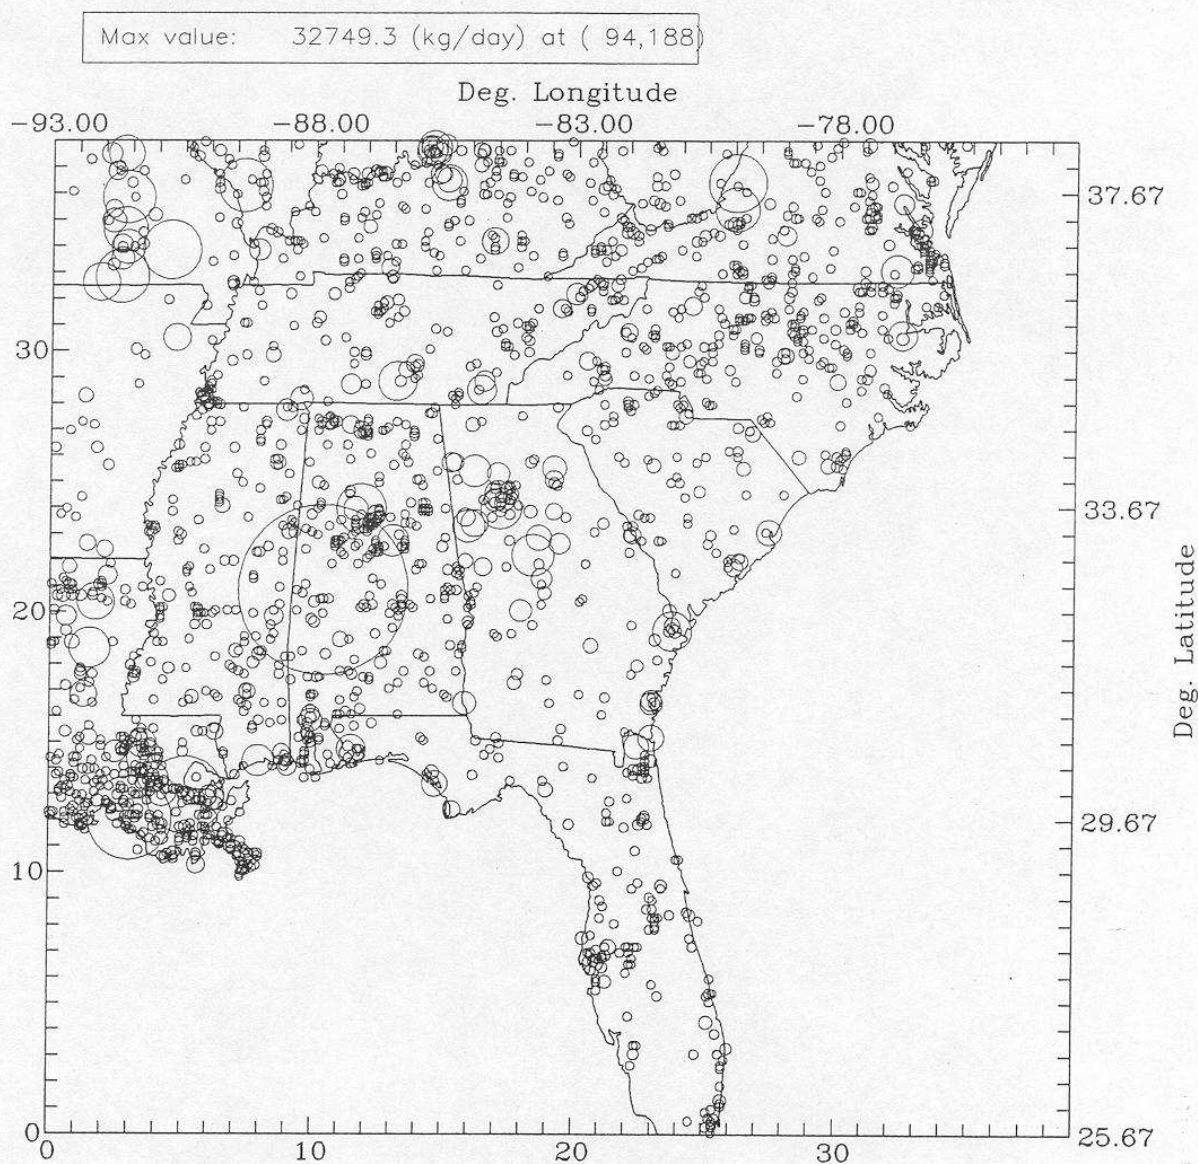 Max value: 32749.3 (kg/day) at ( 94,188)
Deg. Longitude
-93.00 -88.00 -83.00 -78.00
37.67
30
33.67
20
Deg. Latitude
29.67
10
0
25.67
0 10 20 30